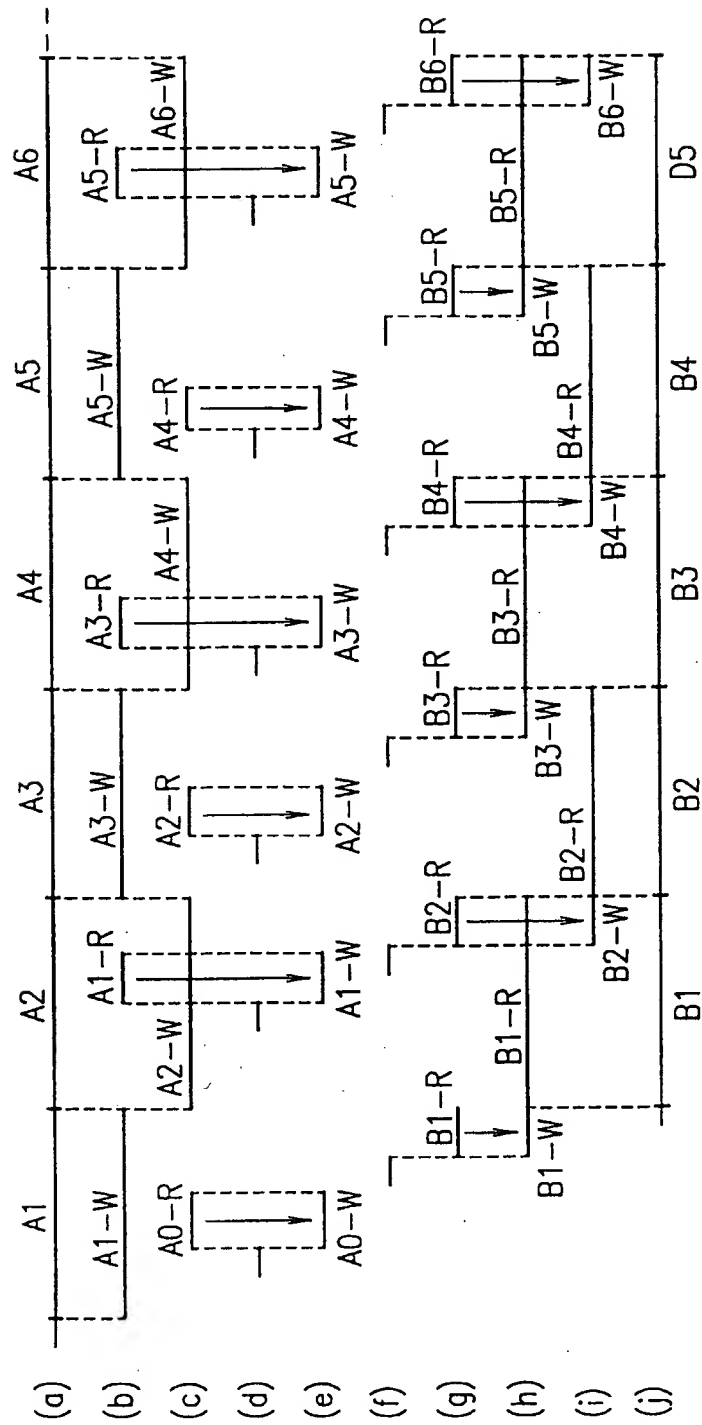 (a) A1 A2 A3 A4 A5 A6
(b) A1-W A1-R A3-W A3-R A5-W A5-R
(c) A0-R A2-W A2-R A4-W A4-R A6-W
(d)
(e) A0-W A1-W A2-W A3-W A4-W A5-W
(f)
(g) B1-R B2-R B3-R B4-R B5-R B6-R
(h) B1-W B1-R B3-W B3-R B5-W B5-R
(i) B2-W B2-R B4-W B4-R B6-W
(j) B1 B2 B3 B4 D5